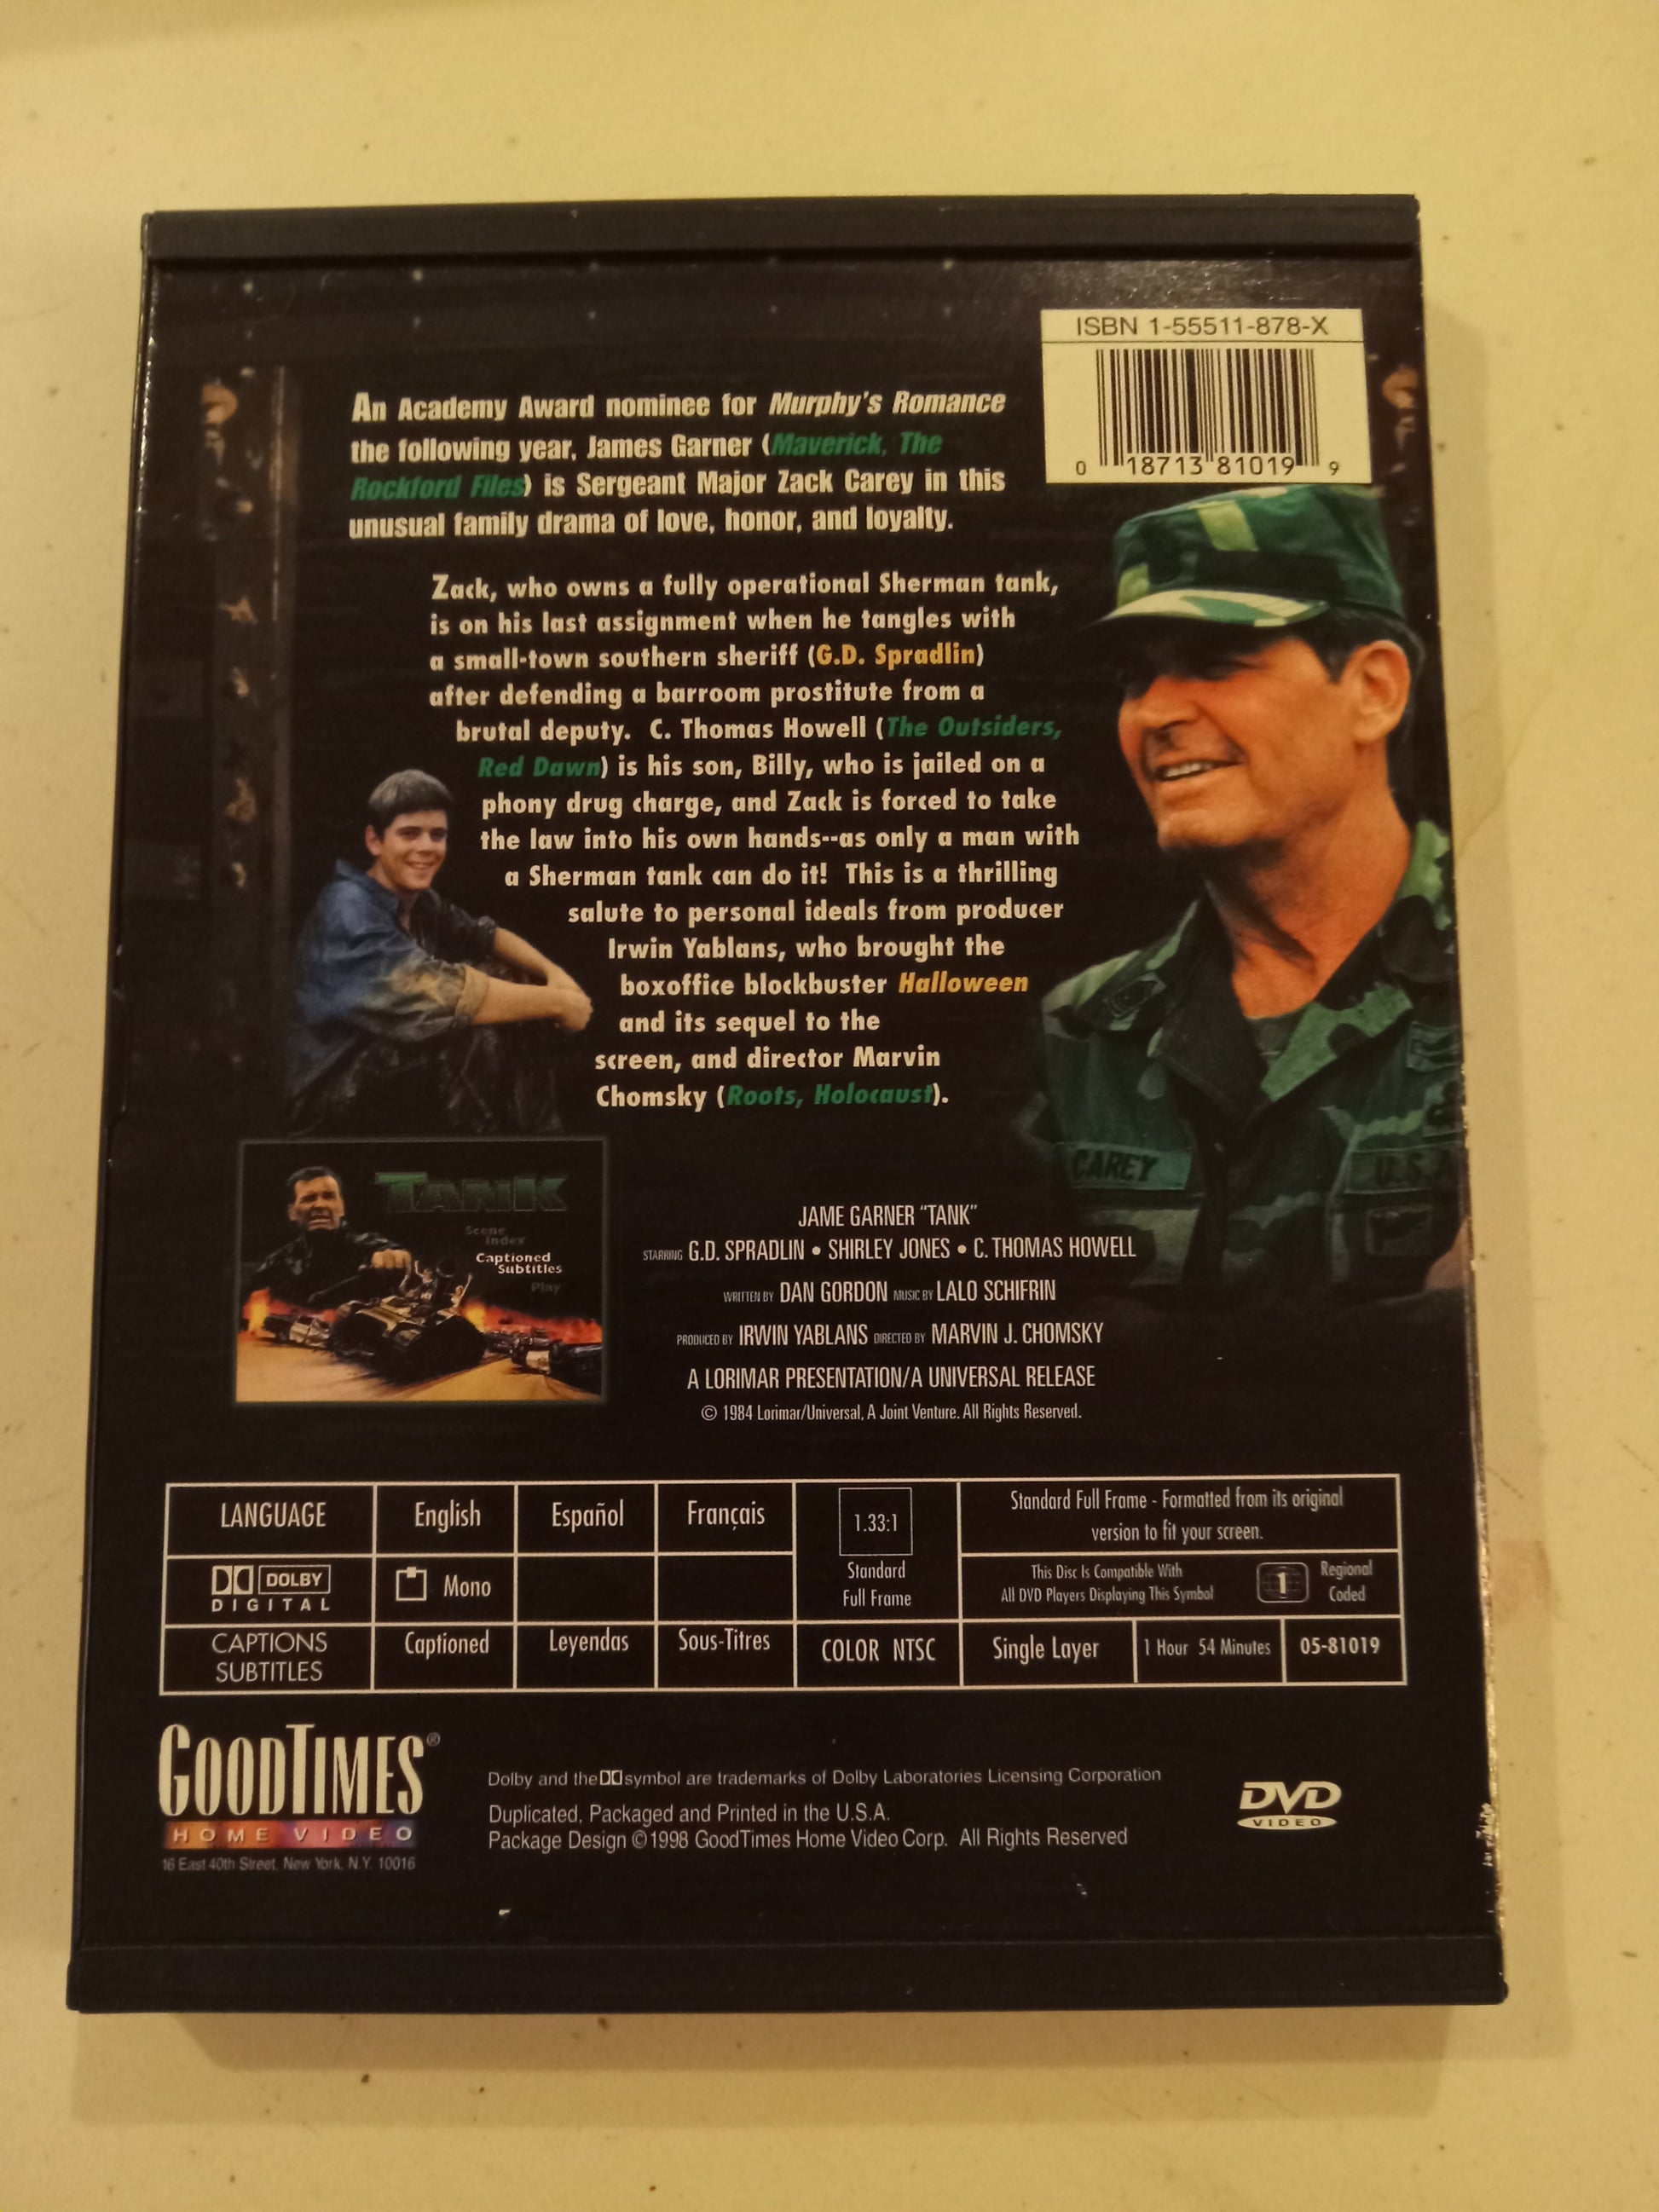 ISBN 1-55511-878-X
0 18713 81019 9
An Academy Award nominee for Murphy's Romance
the following year, James Garner (Maverick, The
Rockford Files) is Sergeant Major Zack Carey in this
unusual family drama of love, honor, and loyalty.
Zack, who owns a fully operational Sherman tank,
is on his last assignment when he tangles with
a small-town southern sheriff (G.D. Spradlin)
after defending a barroom prostitute from a
brutal deputy. C. Thomas Howell (The Outsiders,
Red Dawn) is his son, Billy, who is jailed on a
phony drug charge, and Zack is forced to take
the law into his own hands--as only a man with
a Sherman tank can do it! This is a thrilling
salute to personal ideals from producer
Irwin Yablans, who brought the
boxoffice blockbuster Halloween
and its sequel to the
screen, and director Marvin
Chomsky (Roots, Holocaust).
CAREY
U.S.
TANK
Scene
Index
Captioned
Subtitles
Play
JAME GARNER "TANK"
STARRING G.D. SPRADLIN • SHIRLEY JONES • C. THOMAS HOWELL
WRITTEN BY DAN GORDON MUSIC BY LALO SCHIFRIN
PRODUCED BY IRWIN YABLANS DIRECTED BY MARVIN J. CHOMSKY
A LORIMAR PRESENTATION/A UNIVERSAL RELEASE
© 1984 Lorimar/Universal, A Joint Venture. All Rights Reserved.
LANGUAGE English Español Français
DOLBY
DIGITAL
Mono
CAPTIONS
SUBTITLES
Captioned Leyendas Sous-Titres
1.33:1
Standard
Full Frame
COLOR NTSC
Standard Full Frame - Formatted from its original
version to fit your screen.
This Disc Is Compatible With
All DVD Players Displaying This Symbol
1
Regional
Coded
Single Layer 1 Hour 54 Minutes 05-81019
GOODTIMES®
HOME VIDEO
16 East 40th Street, New York, N.Y. 10016
Dolby and the DD symbol are trademarks of Dolby Laboratories Licensing Corporation
Duplicated, Packaged and Printed in the U.S.A.
Package Design ©1998 GoodTimes Home Video Corp. All Rights Reserved
DVD
VIDEO